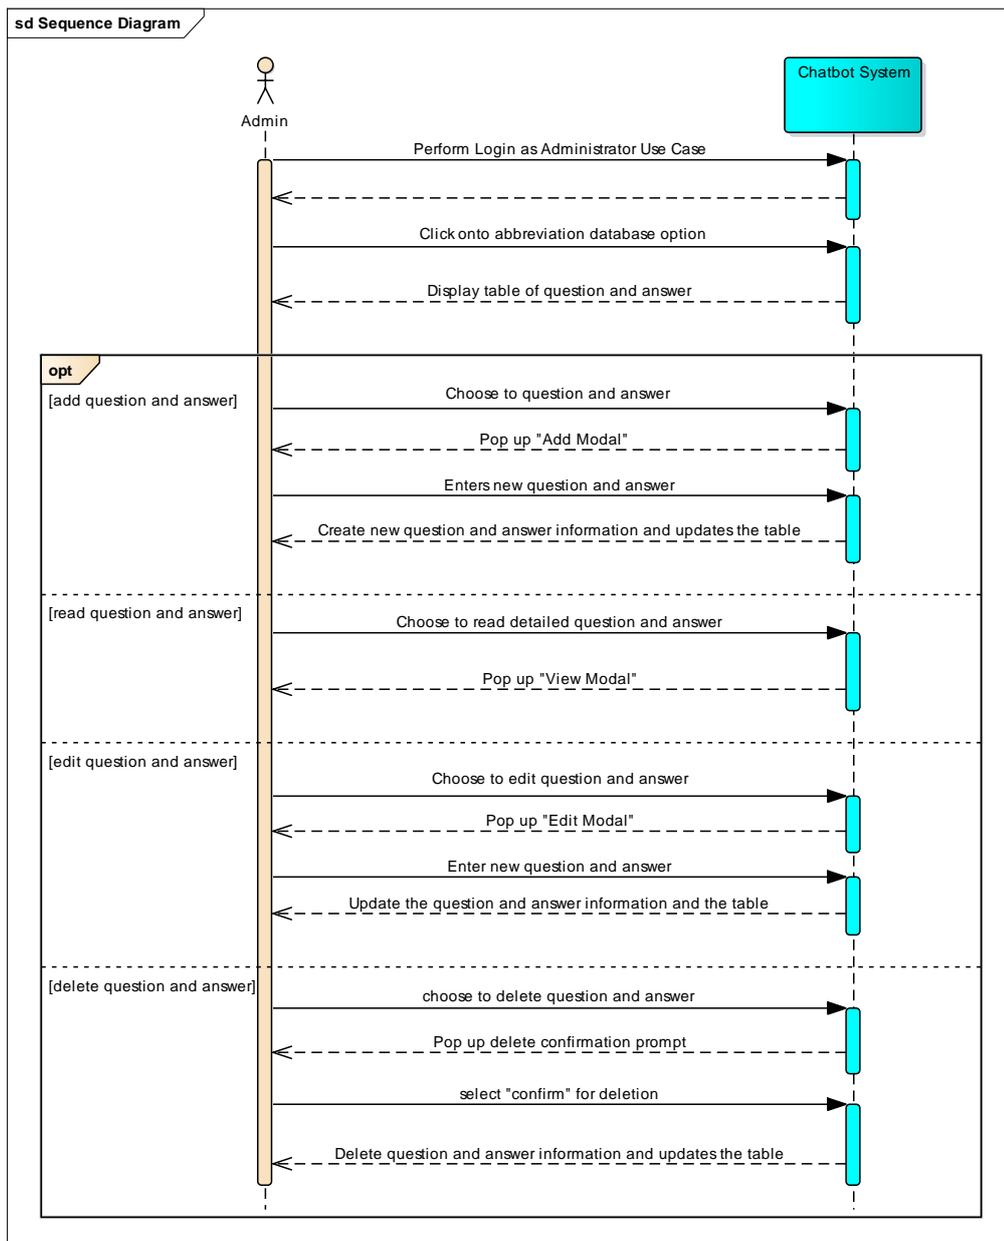 sd Sequence Diagram
Chatbot System
Admin
Perform Login as Administrator Use Case
Click onto abbreviation database option
Display table of question and answer
opt
[add question and answer]
Choose to question and answer
Pop up "Add Modal"
Enters new question and answer
Create new question and answer information and updates the table
[read question and answer]
Choose to read detailed question and answer
Pop up "View Modal"
[edit question and answer]
Choose to edit question and answer
Pop up "Edit Modal"
Enter new question and answer
Update the question and answer information and the table
[delete question and answer]
choose to delete question and answer
Pop up delete confirmation prompt
select "confirm" for deletion
Delete question and answer information and updates the table